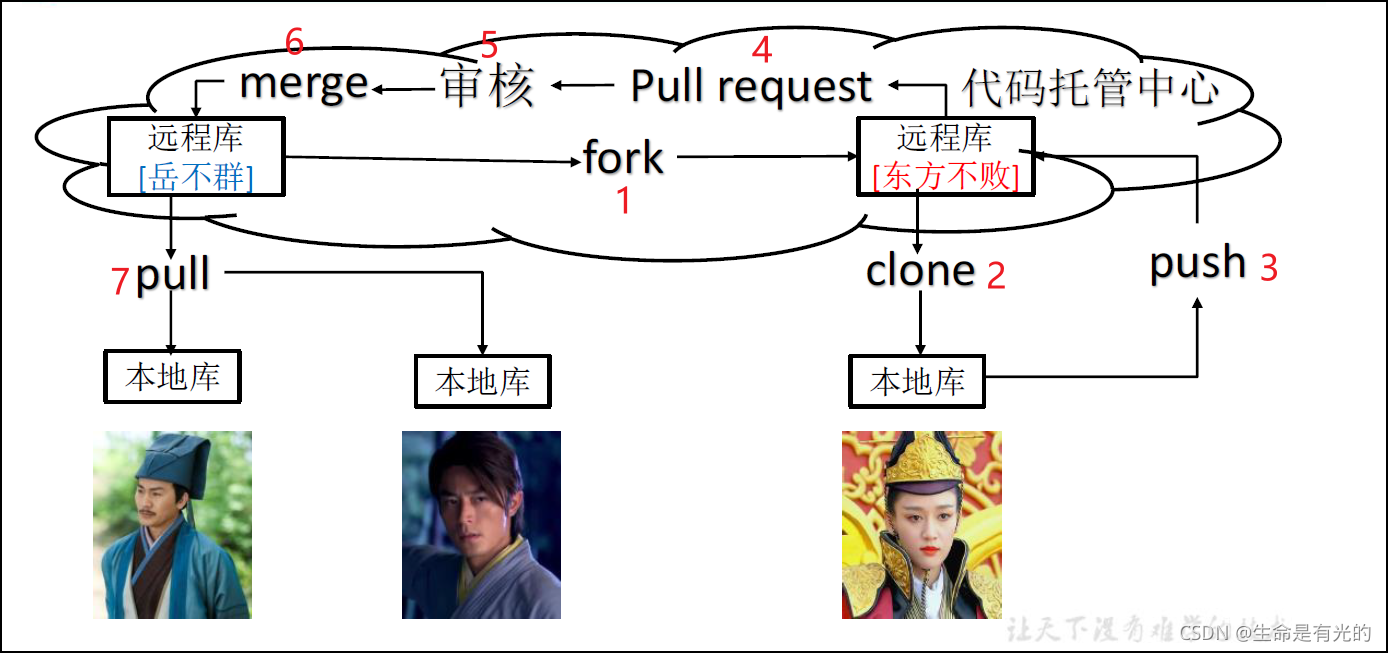 6
5
4
merge
审核
Pull request
代码托管中心
远程库
[岳不群]
fork
1
远程库
[东方不败]
7
pull
clone
2
push
3
本地库
本地库
本地库
让天下没有难学的技术
CSDN @生命是有光的